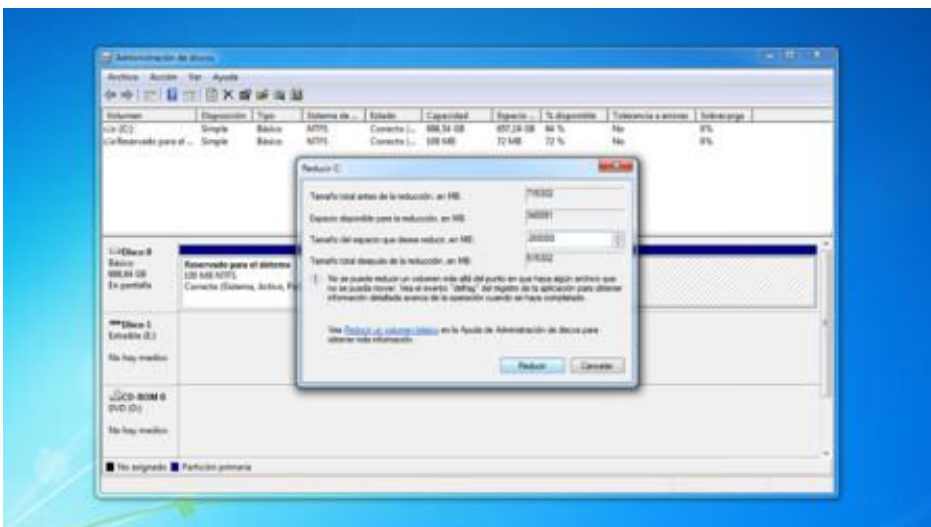 Administración de discos
Archivo Acción Ver Ayuda
Volumen Disposición Tipo Sistema de ... Estado Capacidad Espacio ... % disponible Tolerancia a errores Sobrecarga
(C:) Simple Básico NTFS Correcto (... 698,54 GB 657,19 GB 94 % No 0%
Reservado para el ... Simple Básico NTFS Correcto (... 100 MB 72 MB 72 % No 0%
Reducir C:
Tamaño total antes de la reducción, en MB:
Espacio disponible para la reducción, en MB:
Tamaño del espacio que desea reducir, en MB:
Tamaño total después de la reducción, en MB:
No se puede reducir un volumen más allá del punto en que haya algún archivo que
no se pueda mover. Vea el evento "defrag" del registro de la aplicación para obtener
información detallada acerca de la operación cuando se haya completado.
Vea Reducir un volumen básico en la Ayuda de Administración de discos para
obtener más información
Reducir Cancelar
Disco 0
Básico
698,64 GB
En pantalla
Reservado para el sistema
100 MB NTFS
Correcto (Sistema, Activo,
Disco 1
Extraíble (E:)
No hay medios
CD-ROM 0
DVD (D:)
No hay medios
No asignado Partición primaria